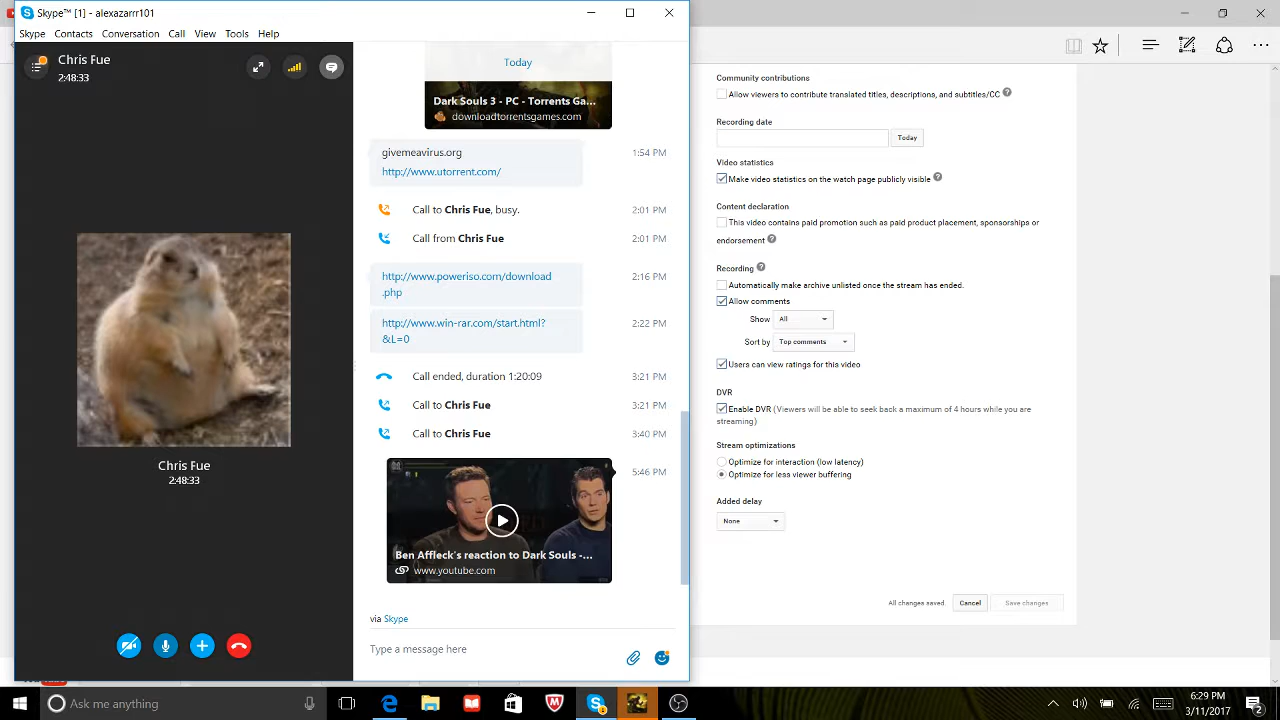 Skype™ [1] - alexazarrr101
Skype Contacts Conversation Call View Tools Help
Chris Fue
2:48:33
Chris Fue
2:48:33
Today
Dark Souls 3 - PC - Torrents Ga...
downloadtorrentsgames.com
givemeavirus.org 1:54 PM
http://www.utorrent.com/
Call to Chris Fue, busy. 2:01 PM
Call from Chris Fue 2:01 PM
http://www.poweriso.com/download 2:16 PM
.php
http://www.win-rar.com/start.html? 2:22 PM
&L=0
Call ended, duration 1:20:09 3:21 PM
Call to Chris Fue 3:21 PM
Call to Chris Fue 3:40 PM
5:46 PM
Ben Affleck's reaction to Dark Souls -...
www.youtube.com
via Skype
Type a message here
Community contributions
Allow viewers to contribute translated titles, descriptions, and subtitles/CC ?
Recording date
Today
Video statistics
Make video statistics on the watch page publicly visible ?
Content declaration
This video contains paid promotion such as paid product placement, sponsorships or
endorsement ?
Recording ?
Automatically make archive unlisted once the stream has ended.
Allow comments
Show All
Sort by Top comments
Users can view ratings for this video
DVR
Enable DVR (Viewers will be able to seek back a maximum of 4 hours while you are
streaming)
Stream optimizations
Optimize for interaction (low latency)
Optimize for less viewer buffering
Added delay
None
All changes saved. Cancel Save changes
Ask me anything
6:29 PM
3/11/2017
2